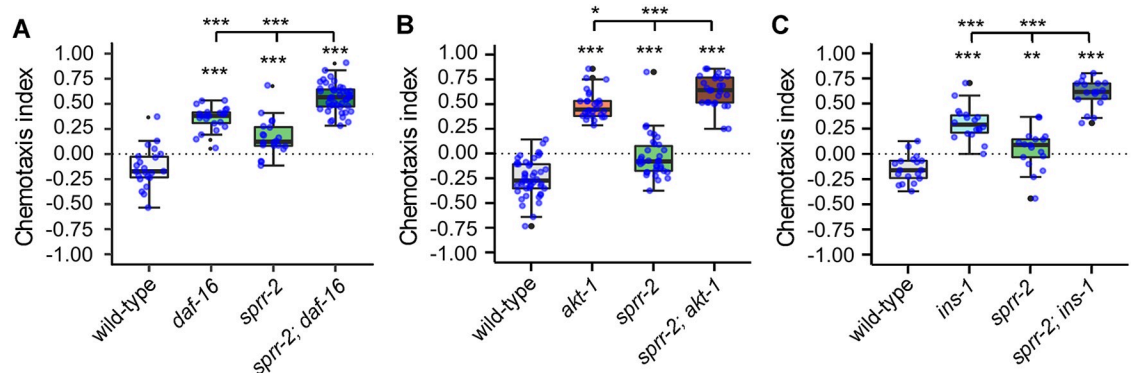 A
*** ***
***
***
***
Chemotaxis index
1.00
0.75
0.50
0.25
0.00
-0.25
-0.50
-0.75
-1.00
wild-type
daf-16
sprr-2
sprr-2; daf-16
B
* ***
*** *** ***
Chemotaxis index
1.00
0.75
0.50
0.25
0.00
-0.25
-0.50
-0.75
-1.00
wild-type
akt-1
sprr-2
sprr-2; akt-1
C
*** ***
*** ** ***
Chemotaxis index
1.00
0.75
0.50
0.25
0.00
-0.25
-0.50
-0.75
-1.00
wild-type
ins-1
sprr-2
sprr-2; ins-1